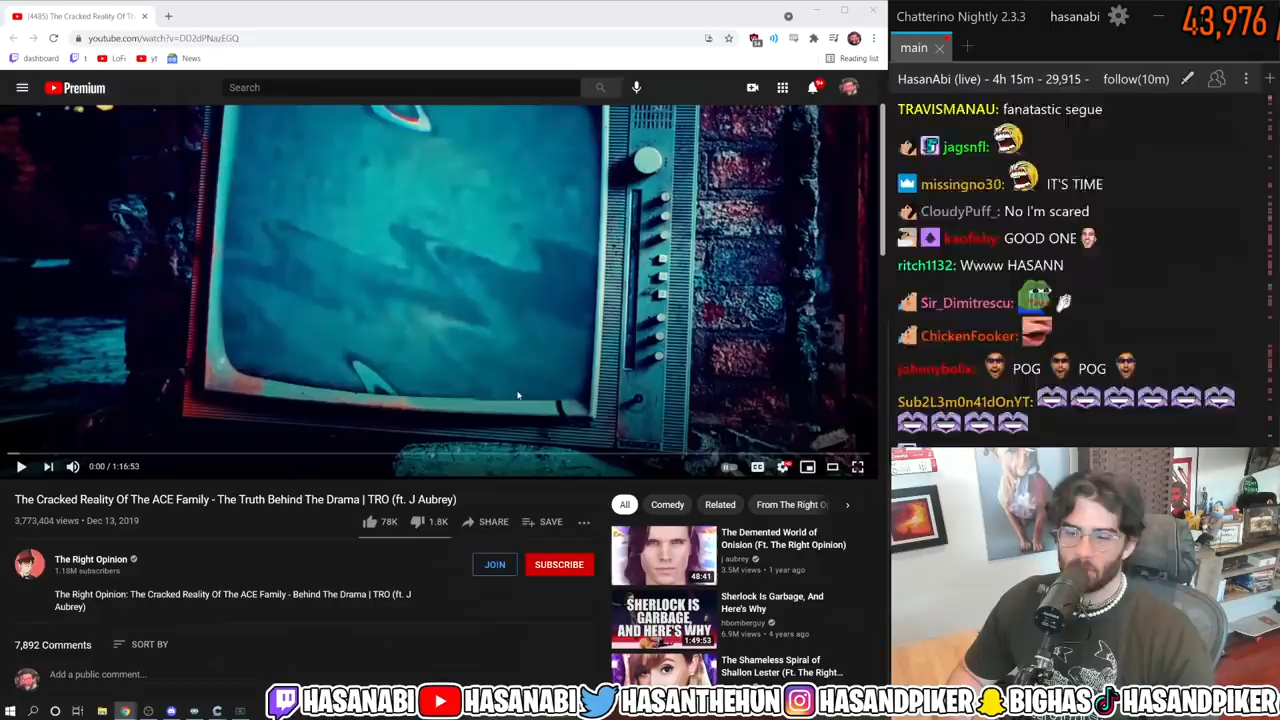 (4485) The Cracked Reality Of Th
youtube.com/watch?v=DD2dPNazEGQ
dashboard
1
LoFi
yt
News
Reading list
Premium
Search
9+
0:00 / 1:16:53
The Cracked Reality Of The ACE Family - The Truth Behind The Drama | TRO (ft. J Aubrey)
3,773,404 views • Dec 13, 2019
78K
1.8K
SHARE
SAVE
The Right Opinion
1.18M subscribers
JOIN
SUBSCRIBE
The Right Opinion: The Cracked Reality Of The ACE Family - Behind The Drama | TRO (ft. J
Aubrey)
7,892 Comments
SORT BY
Add a public comment...
All
Comedy
Related
From The Right O
The Demented World of
Onision (Ft. The Right Opinion)
j aubrey
3.5M views • 1 year ago
48:41
SHERLOCK IS
GARBAGE,
AND HERE'S WHY
1:49:53
Sherlock Is Garbage, And
Here's Why
hbomberguy
6.9M views • 4 years ago
The Shameless Spiral of
Shallon Lester (Ft. The Right...
Chatterino Nightly 2.3.3
hasanabi
43,976
main
HasanAbi (live) - 4h 15m - 29,915 -
follow(10m)
TRAVISMANAU: fanatastic segue
jagsnfl:
missingno30: IT'S TIME
CloudyPuff_: No I'm scared
kaofishy: GOOD ONE
ritch1132: Wwww HASANN
Sir_Dimitrescu:
ChickenFooker:
johnnybolix: POG POG
Sub2L3m0n41dOnYT:
HASANABI
HASANABI
HASANTHEHUN
HASANDPIKER
BIGHAS
HASANDPIKER